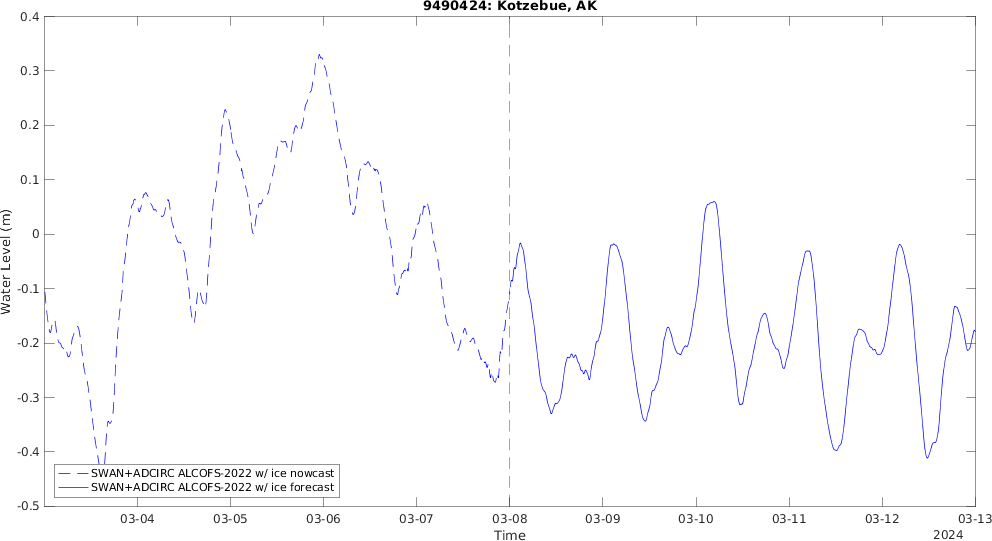 9490424: Kotzebue, AK
0.4
0.3
0.2
0.1
0
-0.1
-0.2
-0.3
-0.4
-0.5
Water Level (m)
SWAN+ADCIRC ALCOFS-2022 w/ ice nowcast
SWAN+ADCIRC ALCOFS-2022 w/ ice forecast
03-04 03-05 03-06 03-07 03-08 03-09 03-10 03-11 03-12 03-13
Time
2024